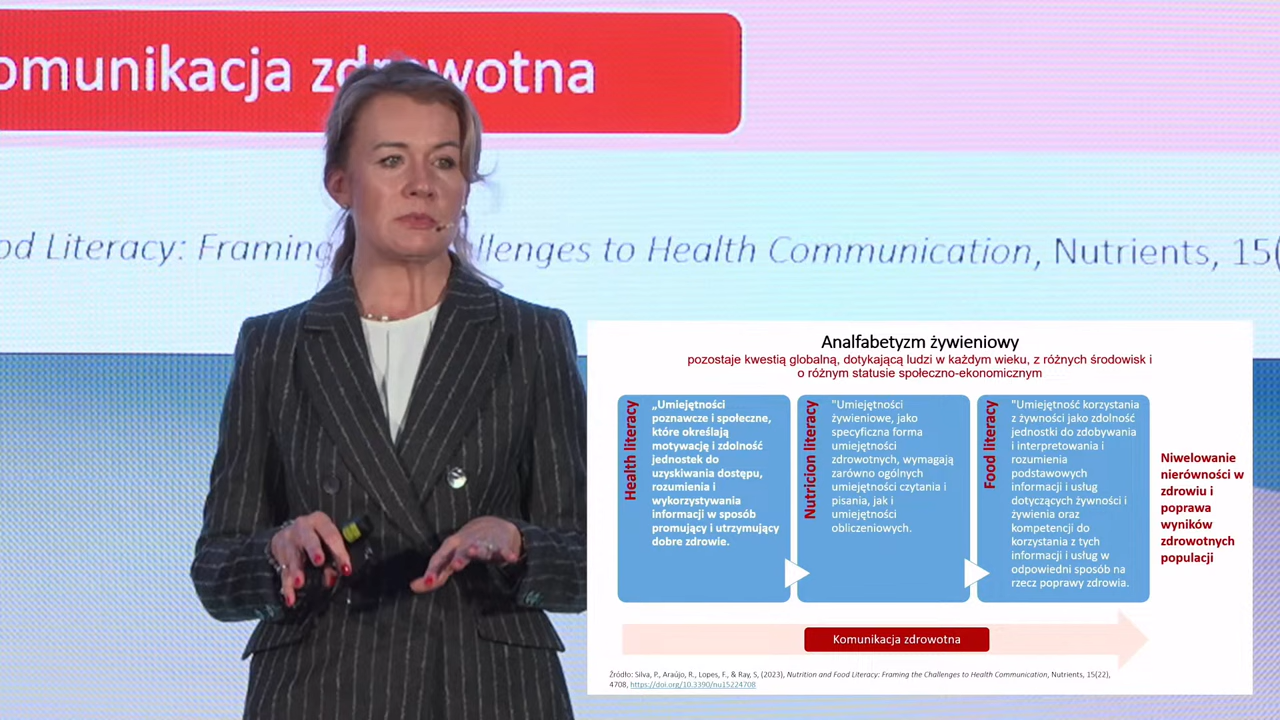 omunikacja zdrowotna
od Literacy: Framing llenges to Health Communication, Nutrients, 15(
Analfabetyzm żywieniowy
pozostaje kwestią globalną, dotykającą ludzi w każdym wieku, z różnych środowisk i
o różnym statusie społeczno-ekonomicznym
Health literacy
„Umiejętności
poznawcze i społeczne,
które określają
motywację i zdolność
jednostek do
uzyskiwania dostępu,
rozumienia i
wykorzystywania
informacji w sposób
promujący i utrzymujący
dobre zdrowie.
Nutricion literacy
"Umiejętności
żywieniowe, jako
specyficzna forma
umiejętności
zdrowotnych, wymagają
zarówno ogólnych
umiejętności czytania i
pisania, jak i
umiejętności
obliczeniowych.
Food literacy
"Umiejętność korzystania
z żywności jako zdolność
jednostki do zdobywania
i interpretowania i
rozumienia
podstawowych
informacji i usług
dotyczących żywności i
żywienia oraz
kompetencji do
korzystania z tych
informacji i usług w
odpowiedni sposób na
rzecz poprawy zdrowia.
Niwelowanie
nierówności w
zdrowiu i
poprawa
wyników
zdrowotnych
populacji
Komunikacja zdrowotna
Źródło: Silva, P., Araújo, R., Lopes, F., & Ray, S, (2023), Nutrition and Food Literacy: Framing the Challenges to Health Communication, Nutrients, 15(22),
4708, https://doi.org/10.3390/nu15224708